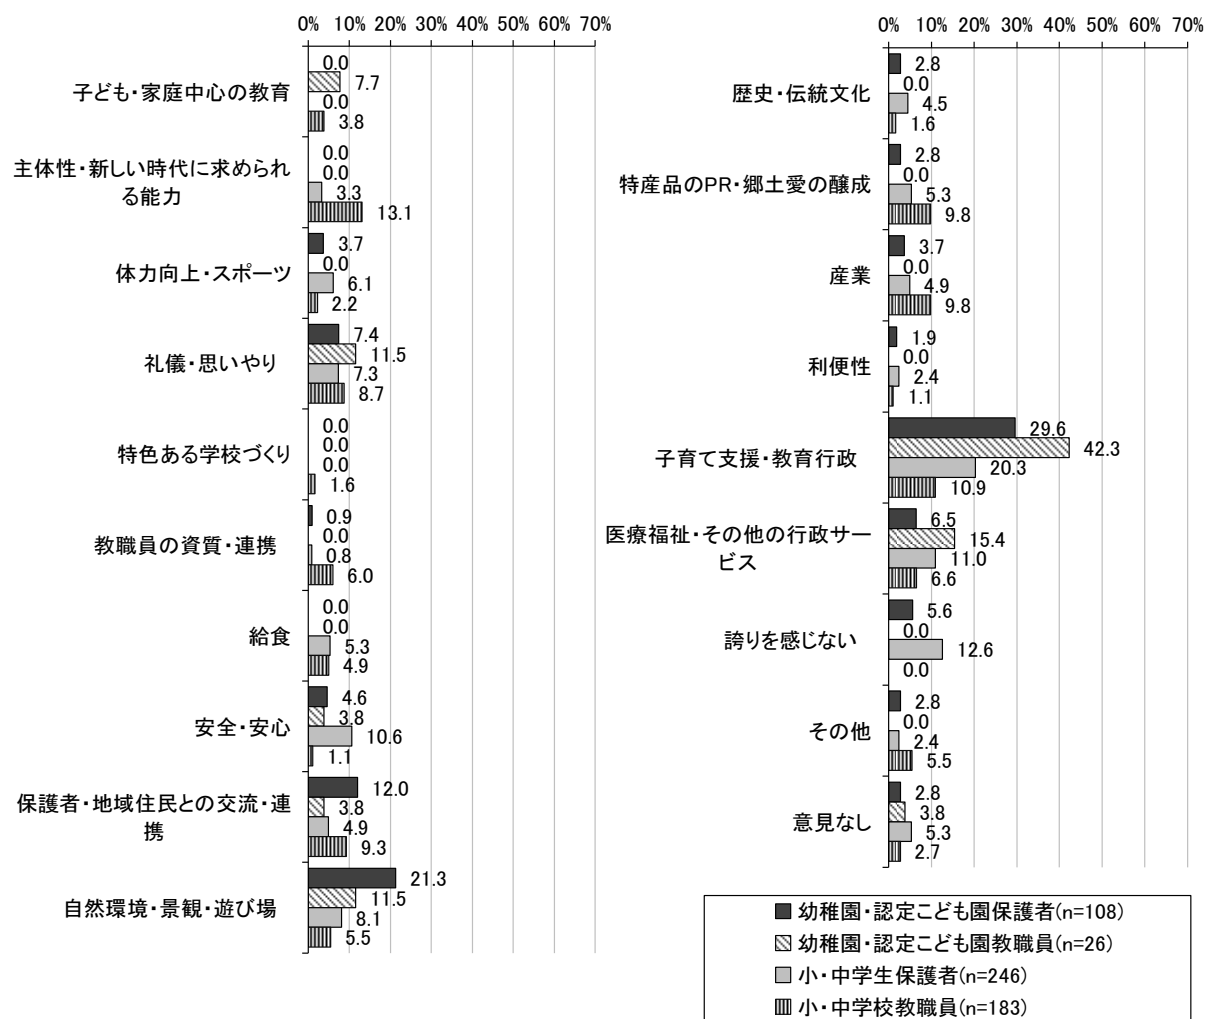 0% 10% 20% 30% 40% 50% 60% 70%
子ども・家庭中心の教育
0.0
7.7
0.0
3.8
主体性・新しい時代に求められ
る能力
0.0
0.0
3.3
13.1
体力向上・スポーツ
3.7
0.0
6.1
2.2
礼儀・思いやり
7.4
11.5
7.3
8.7
特色ある学校づくり
0.0
0.0
0.0
1.6
教職員の資質・連携
0.9
0.0
0.8
6.0
給食
0.0
0.0
5.3
4.9
安全・安心
4.6
3.8
10.6
1.1
保護者・地域住民との交流・連
携
12.0
3.8
4.9
9.3
自然環境・景観・遊び場
21.3
11.5
8.1
5.5
0% 10% 20% 30% 40% 50% 60% 70%
歴史・伝統文化
2.8
0.0
4.5
1.6
特産品のPR・郷土愛の醸成
2.8
0.0
5.3
9.8
産業
3.7
0.0
4.9
9.8
利便性
1.9
0.0
2.4
1.1
子育て支援・教育行政
29.6
42.3
20.3
10.9
医療福祉・その他の行政サー
ビス
6.5
15.4
11.0
6.6
誇りを感じない
5.6
0.0
12.6
0.0
その他
2.8
0.0
2.4
5.5
意見なし
2.8
3.8
5.3
2.7
幼稚園・認定こども園保護者(n=108)
幼稚園・認定こども園教職員(n=26)
小・中学生保護者(n=246)
小・中学校教職員(n=183)